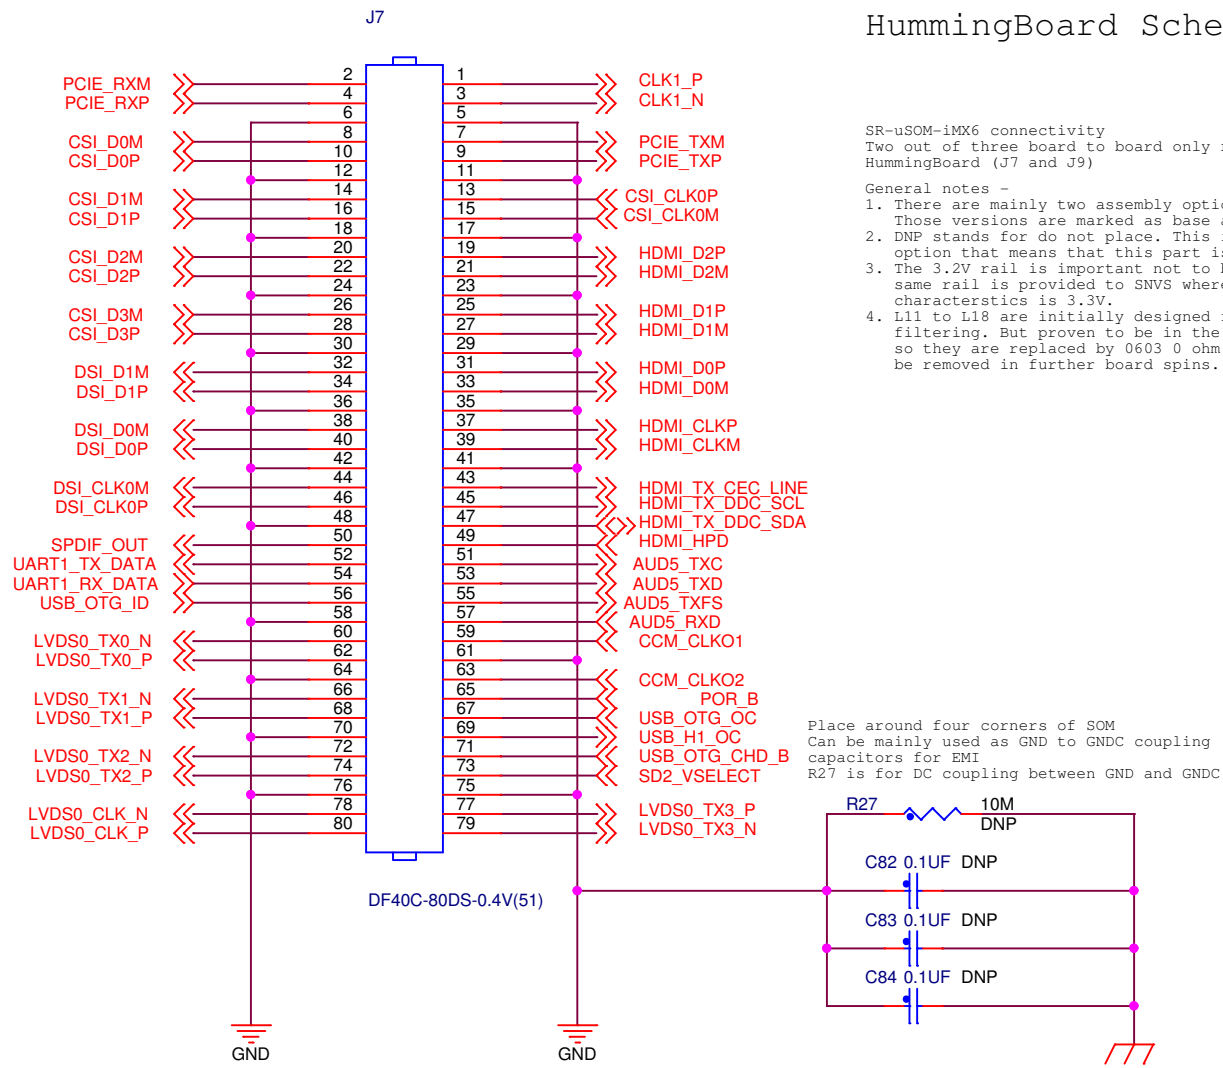 J7
HummingBoard Sche
PCIE_RXM 2 1 CLK1_P
PCIE_RXP 4 3 CLK1_N
6 5
CSI_D0M 8 7 PCIE_TXM
CSI_D0P 10 9 PCIE_TXP
12 11
CSI_D1M 14 13 CSI_CLK0P
CSI_D1P 16 15 CSI_CLK0M
18 17
CSI_D2M 20 19 HDMI_D2P
CSI_D2P 22 21 HDMI_D2M
24 23
CSI_D3M 26 25 HDMI_D1P
CSI_D3P 28 27 HDMI_D1M
30 29
DSI_D1M 32 31 HDMI_D0P
DSI_D1P 34 33 HDMI_D0M
36 35
DSI_D0M 38 37 HDMI_CLKP
DSI_D0P 40 39 HDMI_CLKM
42 41
DSI_CLK0M 44 43 HDMI_TX_CEC_LINE
DSI_CLK0P 46 45 HDMI_TX_DDC_SCL
48 47 HDMI_TX_DDC_SDA
SPDIF_OUT 50 49 HDMI_HPD
UART1_TX_DATA 52 51 AUD5_TXC
UART1_RX_DATA 54 53 AUD5_TXD
USB_OTG_ID 56 55 AUD5_TXFS
58 57 AUD5_RXD
LVDS0_TX0_N 60 59 CCM_CLKO1
LVDS0_TX0_P 62 61
64 63 CCM_CLKO2
LVDS0_TX1_N 66 65 POR_B
LVDS0_TX1_P 68 67 USB_OTG_OC
70 69 USB_H1_OC
LVDS0_TX2_N 72 71 USB_OTG_CHD_B
LVDS0_TX2_P 74 73 SD2_VSELECT
76 75
LVDS0_CLK_N 78 77 LVDS0_TX3_P
LVDS0_CLK_P 80 79 LVDS0_TX3_N
DF40C-80DS-0.4V(51)
GND
GND
SR-uSOM-iMX6 connectivity
Two out of three board to board only
HummingBoard (J7 and J9)
General notes -
1. There are mainly two assembly optio
Those versions are marked as base a
2. DNP stands for do not place. This i
option that means that this part is
3. The 3.2V rail is important not to
same rail is provided to SNVS where
characterstics is 3.3V.
4. L11 to L18 are initially designed
filtering. But proven to be in the
so they are replaced by 0603 0 ohm
be removed in further board spins.
Place around four corners of SOM
Can be mainly used as GND to GNDC coupling
capacitors for EMI
R27 is for DC coupling between GND and GNDC
R27 10M
DNP
C82 0.1UF DNP
C83 0.1UF DNP
C84 0.1UF DNP